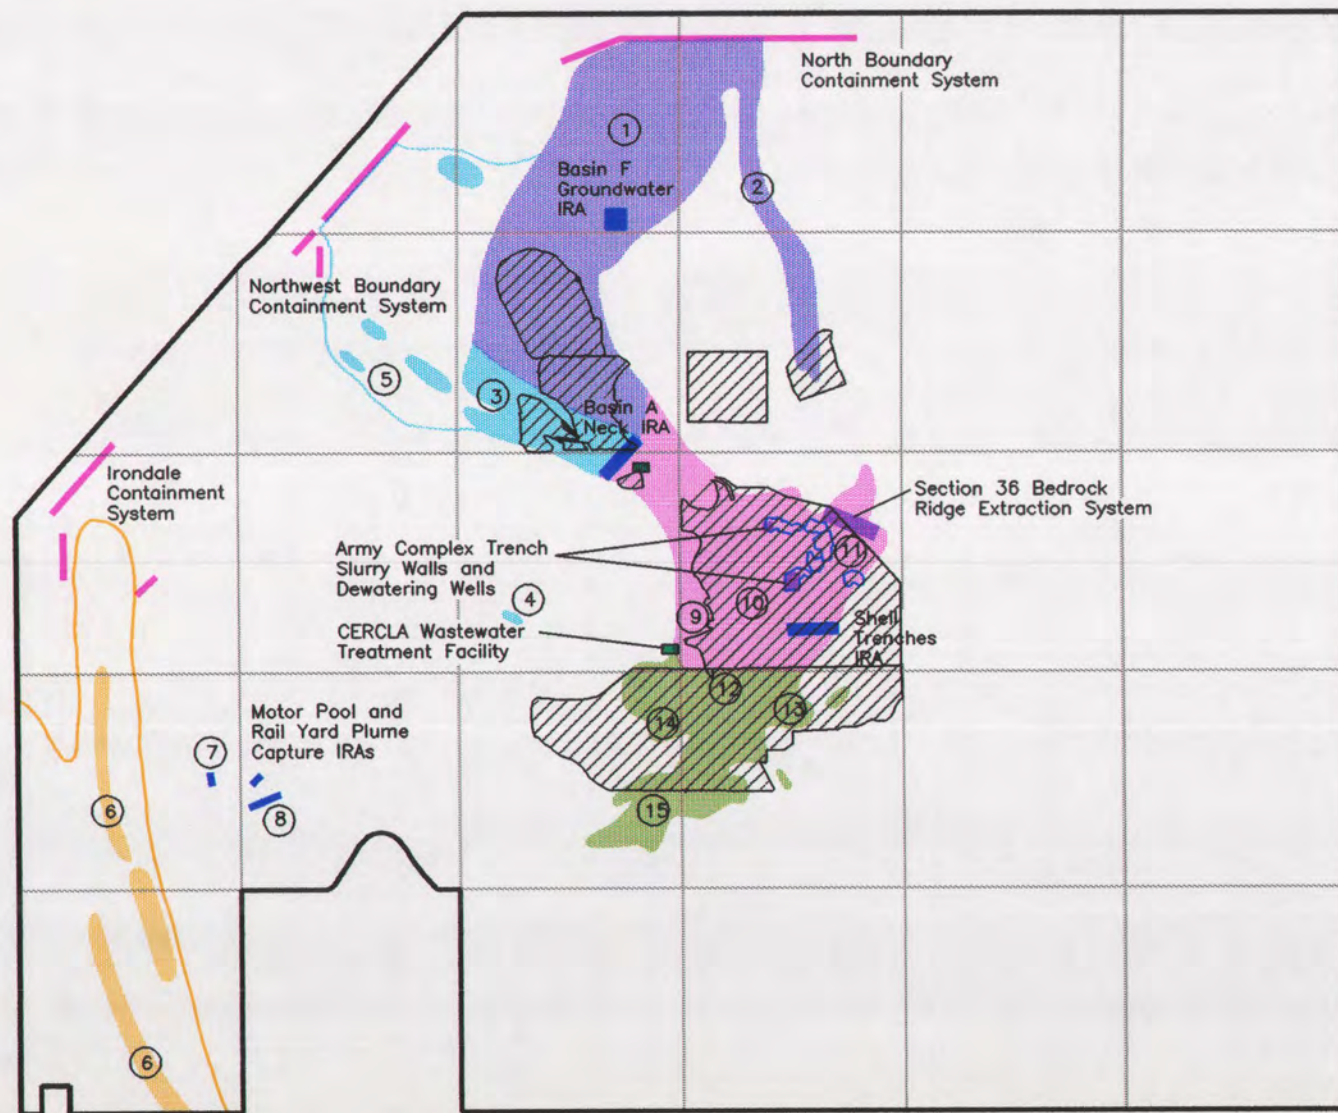 North Boundary
Containment System
1
Basin F
Groundwater
IRA
2
Northwest Boundary
Containment System
5
3
Basin A
Neck IRA
Irondale
Containment
System
Section 36 Bedrock
Ridge Extraction System
Army Complex Trench
Slurry Walls and
Dewatering Wells
11
4
9
10
Shell
Trenches
IRA
CERCLA Wastewater
Treatment Facility
12
13
14
Motor Pool and
Rail Yard Plume
Capture IRAs
7
6
8
15
6